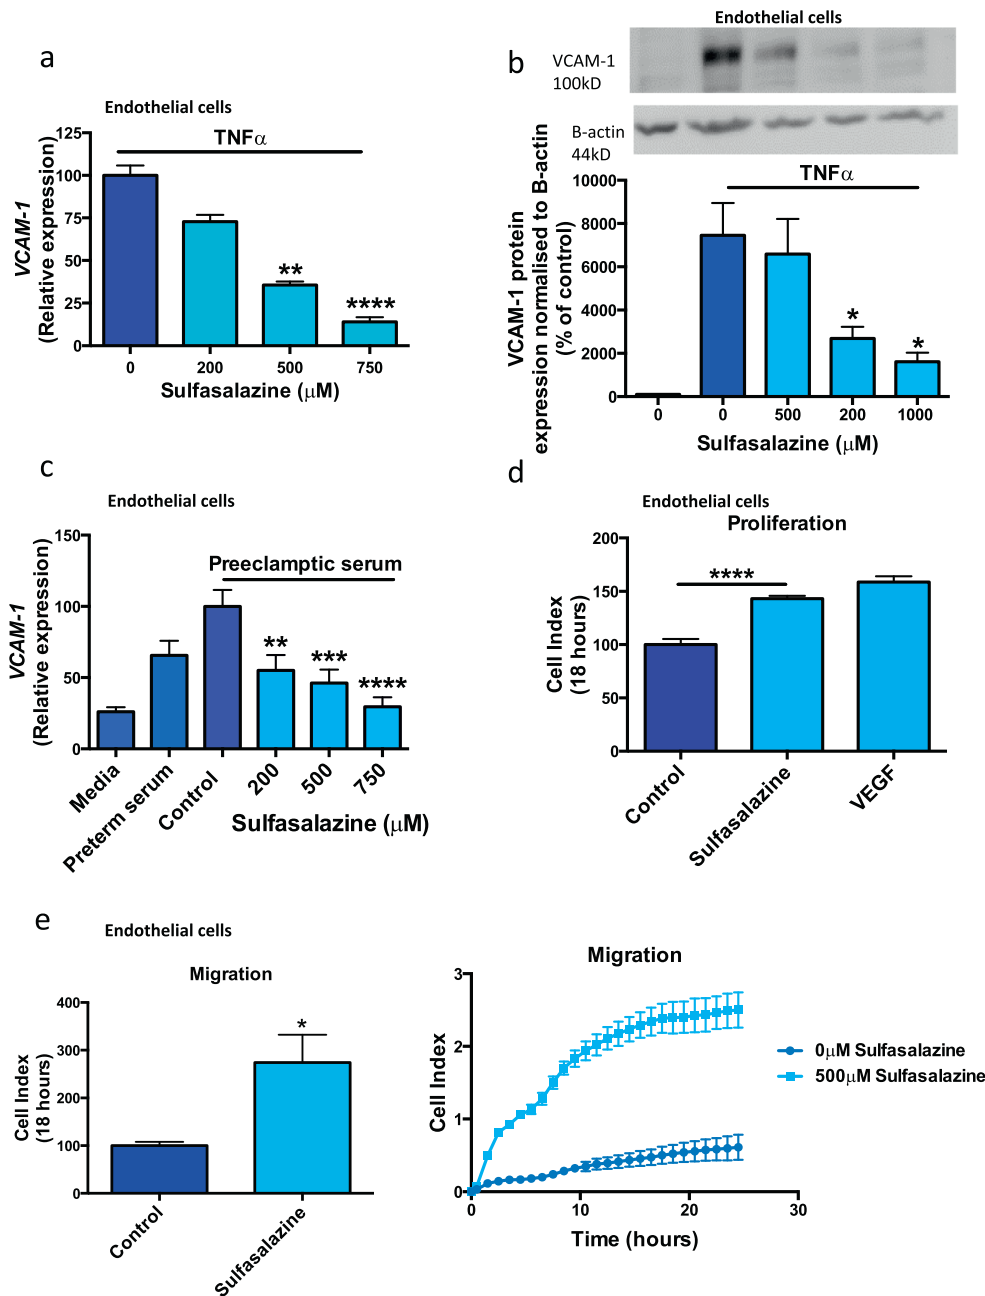 a
Endothelial cells
TNFα
VCAM-1
(Relative expression)
125
100
75
50
25
0
0 200 500 750
**
****
Sulfasalazine (μM)
b
Endothelial cells
VCAM-1
100kD
B-actin
44kD
TNFα
VCAM-1 protein
expression normalised to B-actin
(% of control)
10000
8000
6000
4000
2000
0
*
*
0 0 500 200 1000
Sulfasalazine (μM)
c
Endothelial cells
Preeclamptic serum
VCAM-1
(Relative expression)
150
100
50
0
**
***
****
Media
Preterm serum
Control
200
500
750
Sulfasalazine (μM)
d
Endothelial cells
Proliferation
Cell Index
(18 hours)
200
150
100
50
0
****
Control
Sulfasalazine
VEGF
e
Endothelial cells
Migration
Cell Index
(18 hours)
400
300
200
100
0
*
Control
Sulfasalazine
Migration
Cell Index
3
2
1
0
0 10 20 30
Time (hours)
0μM Sulfasalazine
500μM Sulfasalazine